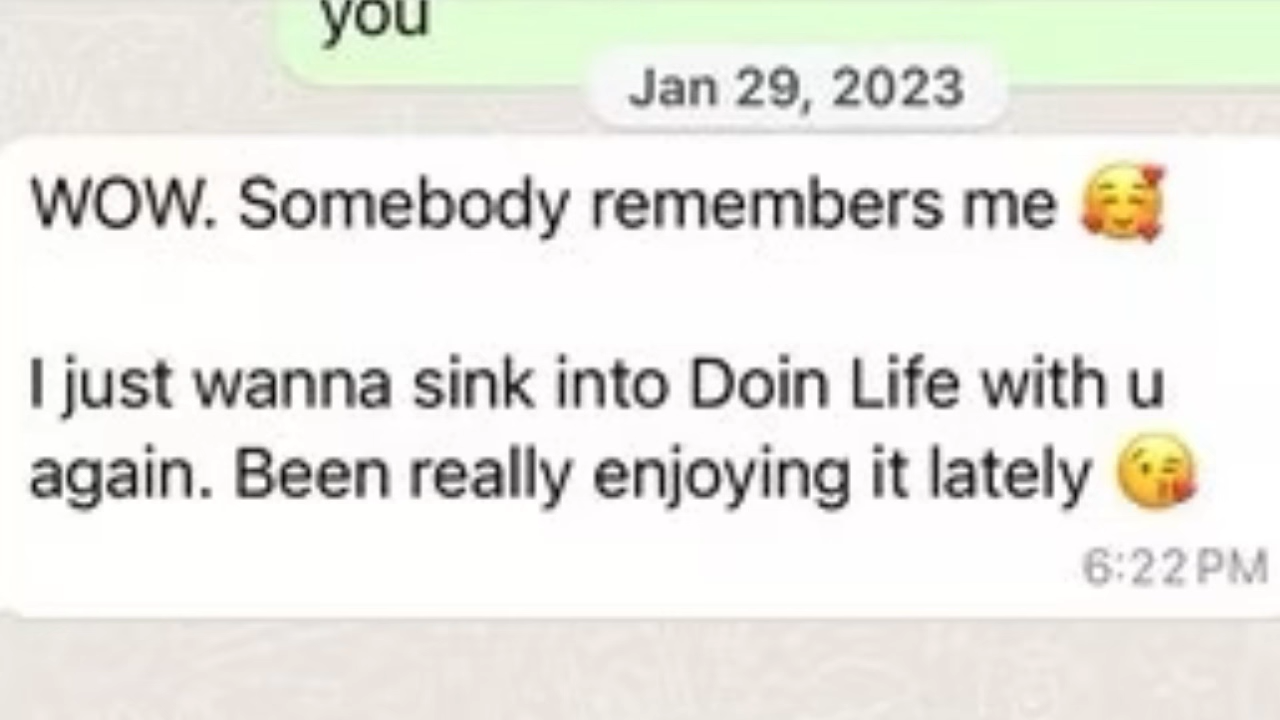 you
Jan 29, 2023
WOW. Somebody remembers me 🥰
I just wanna sink into Doin Life with u
again. Been really enjoying it lately 😘
6:22 PM